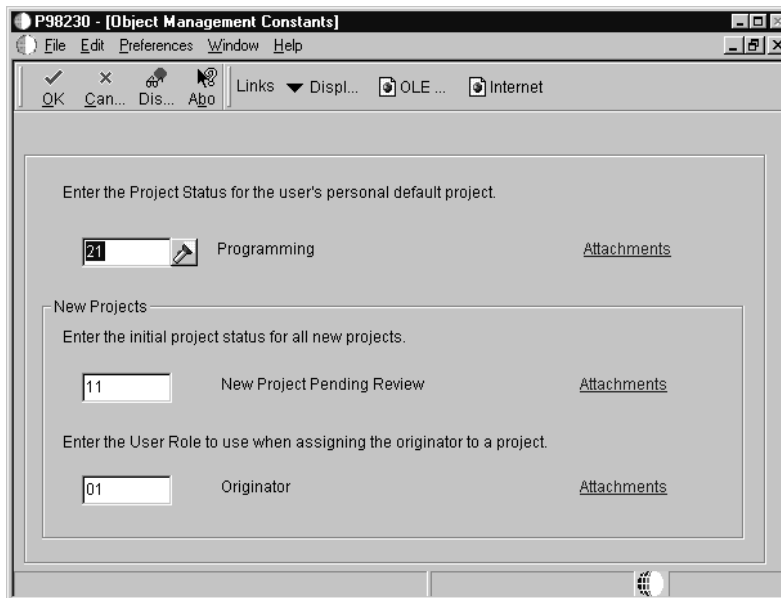 P98230 - [Object Management Constants]
File Edit Preferences Window Help
OK Can... Dis... Abo Links Displ... OLE ... Internet
Enter the Project Status for the user's personal default project.
21 Programming Attachments
New Projects
Enter the initial project status for all new projects.
11 New Project Pending Review Attachments
Enter the User Role to use when assigning the originator to a project.
01 Originator Attachments